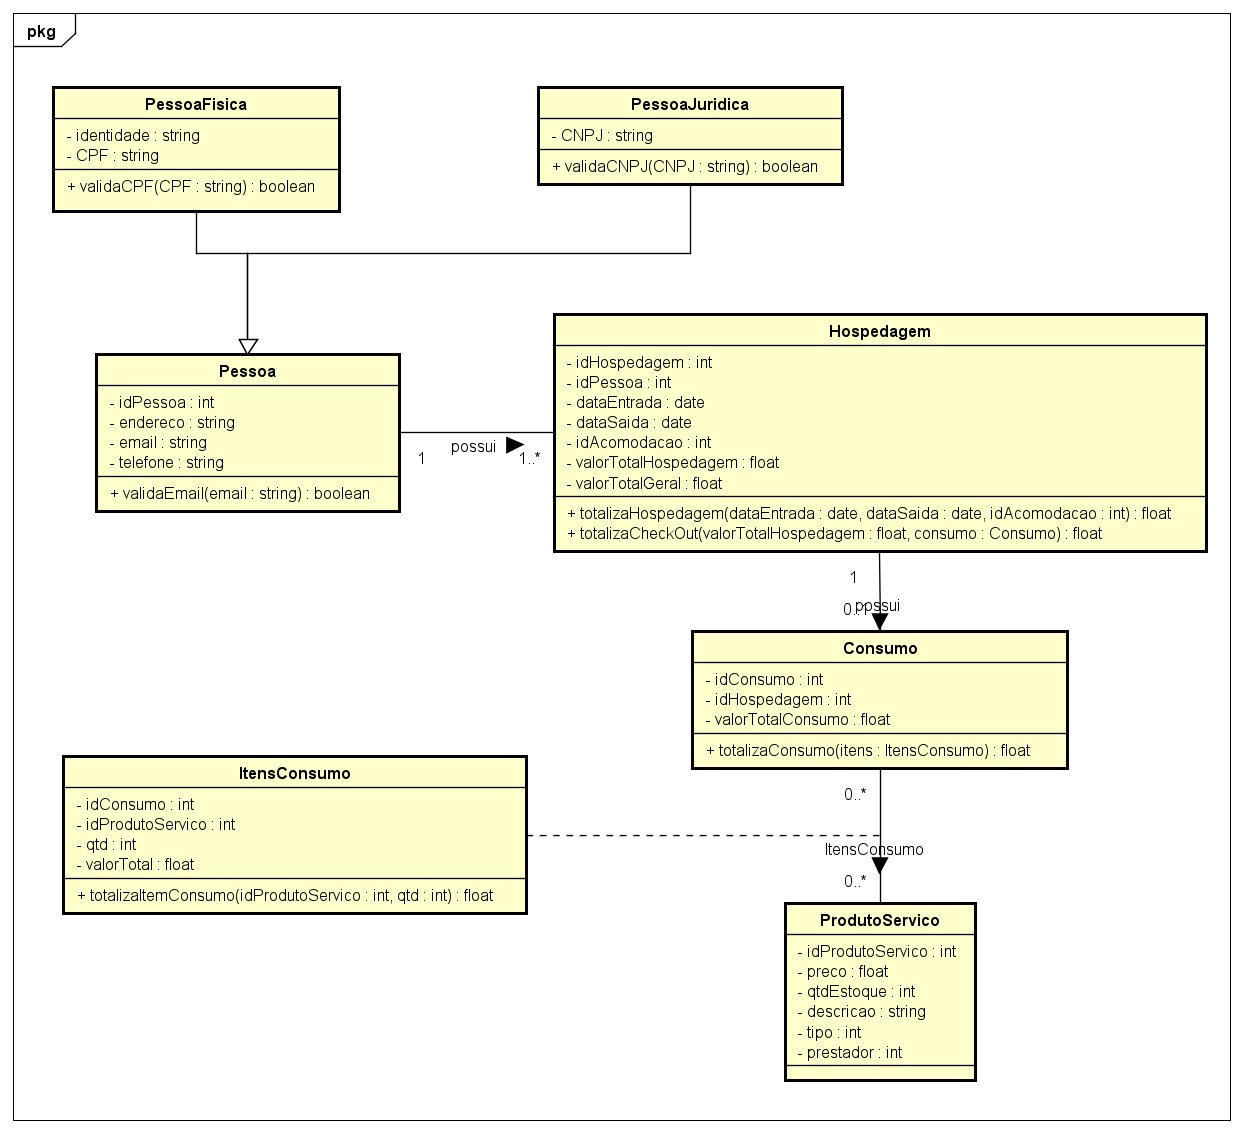 pkg
PessoaFisica
- identidade : string
- CPF : string
+ validaCPF(CPF : string) : boolean
PessoaJuridica
- CNPJ : string
+ validaCNPJ(CNPJ : string) : boolean
Pessoa
- idPessoa : int
- endereco : string
- email : string
- telefone : string
+ validaEmail(email : string) : boolean
1
possui
1..*
Hospedagem
- idHospedagem : int
- idPessoa : int
- dataEntrada : date
- dataSaida : date
- idAcomodacao : int
- valorTotalHospedagem : float
- valorTotalGeral : float
+ totalizaHospedagem(dataEntrada : date, dataSaida : date, idAcomodacao : int) : float
+ totalizaCheckOut(valorTotalHospedagem : float, consumo : Consumo) : float
1
possui
Consumo
- idConsumo : int
- idHospedagem : int
- valorTotalConsumo : float
+ totalizaConsumo(itens : ItensConsumo) : float
ItensConsumo
- idConsumo : int
- idProdutoServico : int
- qtd : int
- valorTotal : float
+ totalizaItemConsumo(idProdutoServico : int, qtd : int) : float
0..*
ItensConsumo
0..*
ProdutoServico
- idProdutoServico : int
- preco : float
- qtdEstoque : int
- descricao : string
- tipo : int
- prestador : int